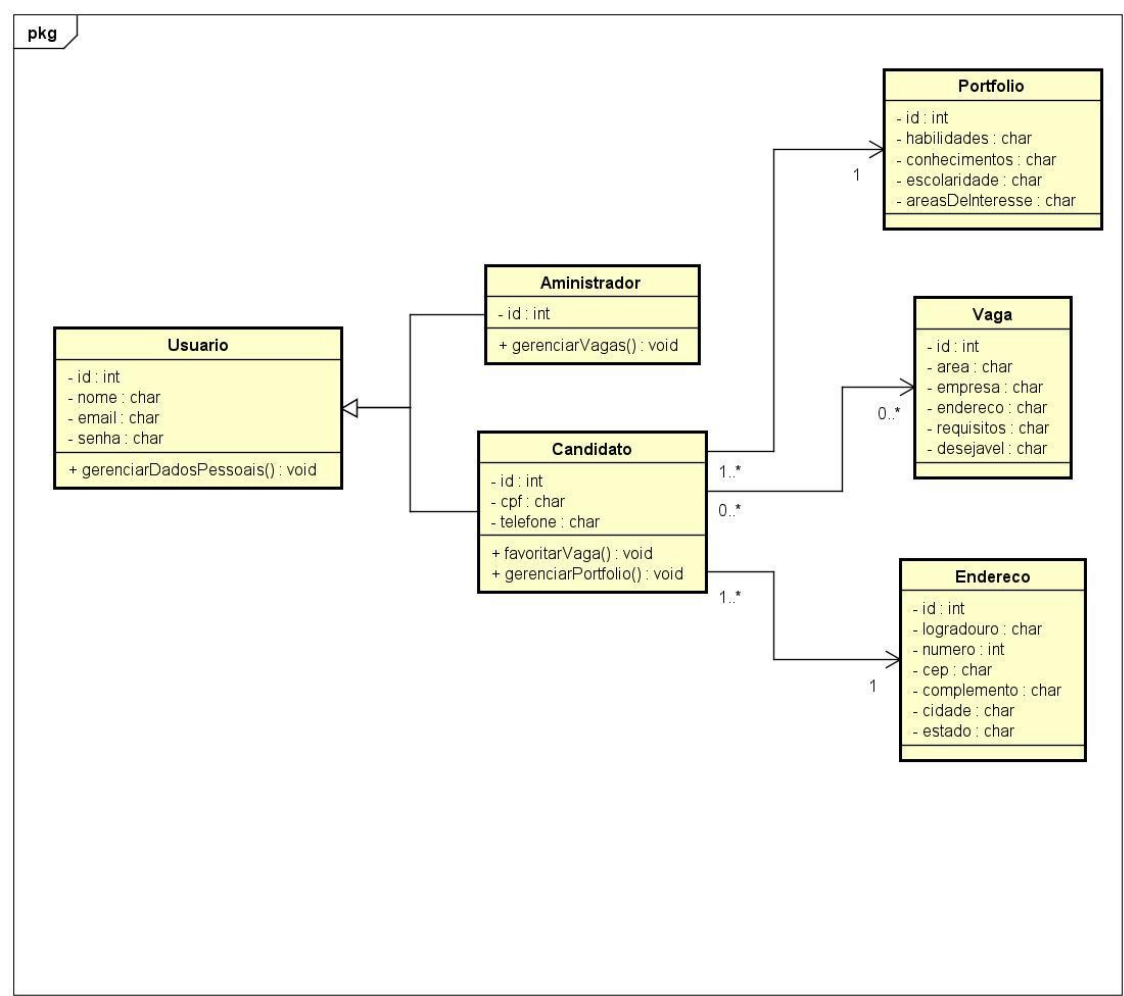 pkg
Portfolio
- id : int
- habilidades : char
- conhecimentos : char
- escolaridade : char
- areasDeInteresse : char
1
Aministrador
- id : int
+ gerenciarVagas() : void
Vaga
- id : int
- area : char
- empresa : char
- endereco : char
- requisitos : char
- desejavel : char
0..*
Usuario
- id : int
- nome : char
- email : char
- senha : char
+ gerenciarDadosPessoais() : void
Candidato
- id : int
- cpf : char
- telefone : char
+ favoritarVaga() : void
+ gerenciarPortfolio() : void
1..*
0..*
1..*
Endereco
- id : int
- logradouro : char
- numero : int
- cep : char
- complemento : char
- cidade : char
- estado : char
1